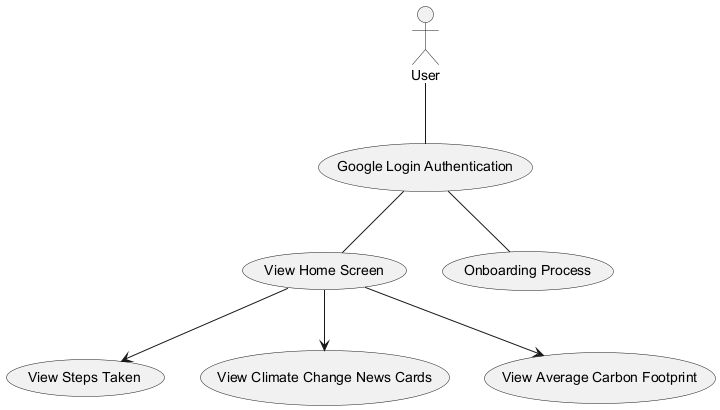 User
Google Login Authentication
View Home Screen
Onboarding Process
View Steps Taken
View Climate Change News Cards
View Average Carbon Footprint